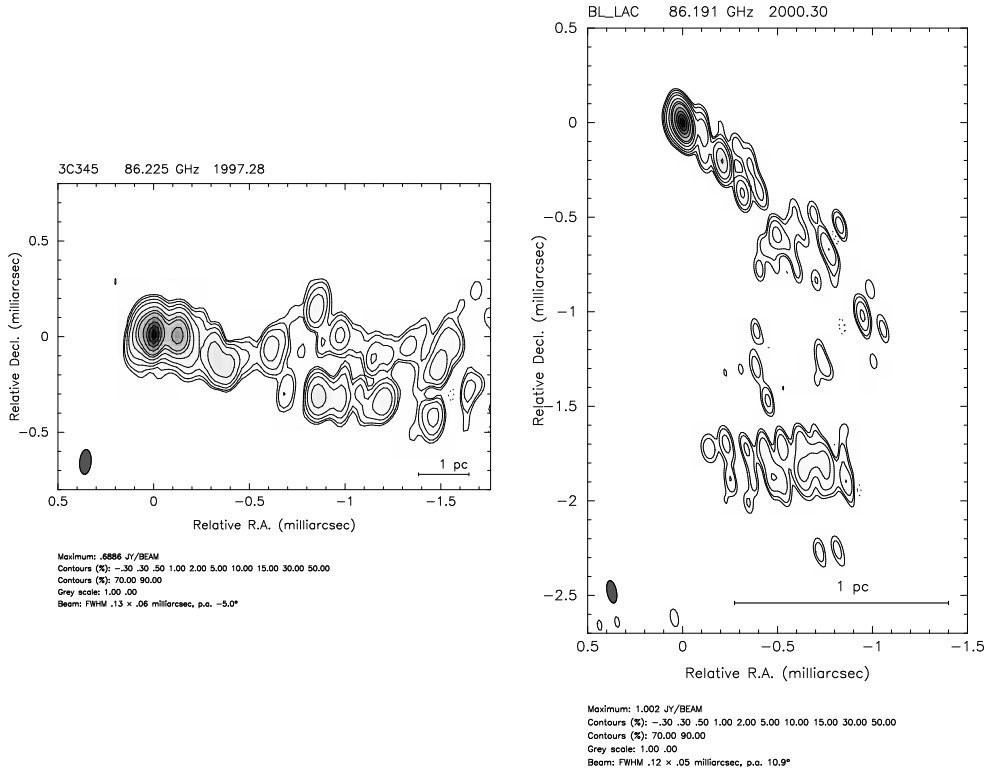 3C345 86.225 GHz 1997.28
Relative Decl. (milliarcsec)
0.5
0
−0.5
1 pc
0.5 0 −0.5 −1 −1.5
Relative R.A. (milliarcsec)
Maximum: .6886 JY/BEAM
Contours (%): −.30 .30 .50 1.00 2.00 5.00 10.00 15.00 30.00 50.00
Contours (%): 70.00 90.00
Grey scale: 1.00 .00
Beam: FWHM .13 × .06 milliarcsec, p.a. −5.0°
BL_LAC 86.191 GHz 2000.30
Relative Decl. (milliarcsec)
0.5
0
−0.5
−1
−1.5
−2
−2.5
1 pc
0.5 0 −0.5 −1 −1.5
Relative R.A. (milliarcsec)
Maximum: 1.002 JY/BEAM
Contours (%): −.30 .30 .50 1.00 2.00 5.00 10.00 15.00 30.00 50.00
Contours (%): 70.00 90.00
Grey scale: 1.00 .00
Beam: FWHM .12 × .05 milliarcsec, p.a. 10.9°